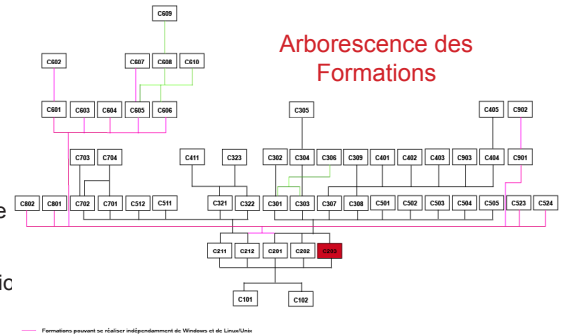 C609
Arborescence des
Formations
C602 C607 C608 C610
C601 C603 C604 C605 C606
C305 C405 C902
C703 C704 C411 C323 C302 C304 C306 C309 C401 C402 C403 C903 C404 C901
e
C802 C801 C702 C701 C512 C511 C321 C322 C301 C303 C307 C308 C501 C502 C503 C504 C505 C523 C524
C211 C212 C201 C202
C101 C102
Formations pouvant se réaliser indépendamment de Windows et de Linux/Unix